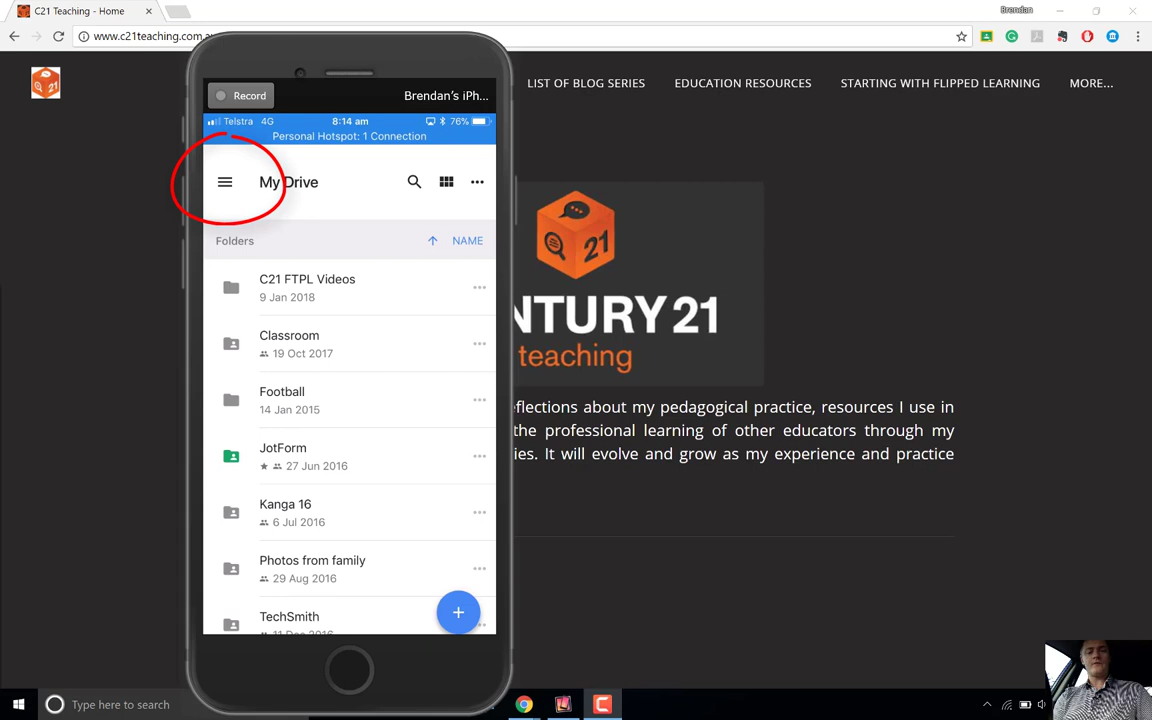 C21 Teaching - Home
Brendan
www.c21teaching.com.a
LIST OF BLOG SERIES
EDUCATION RESOURCES
STARTING WITH FLIPPED LEARNING
MORE...
Record
Brendan's iPh...
Telstra 4G
8:14 am
76%
Personal Hotspot: 1 Connection
My Drive
Folders
NAME
C21 FTPL Videos
9 Jan 2018
Classroom
19 Oct 2017
Football
14 Jan 2015
JotForm
27 Jun 2016
Kanga 16
6 Jul 2016
Photos from family
29 Aug 2016
TechSmith
11 Dec 2016
21
NTURY 21
teaching
eflections about my pedagogical practice, resources I use in
the professional learning of other educators through my
ies. It will evolve and grow as my experience and practice
Type here to search